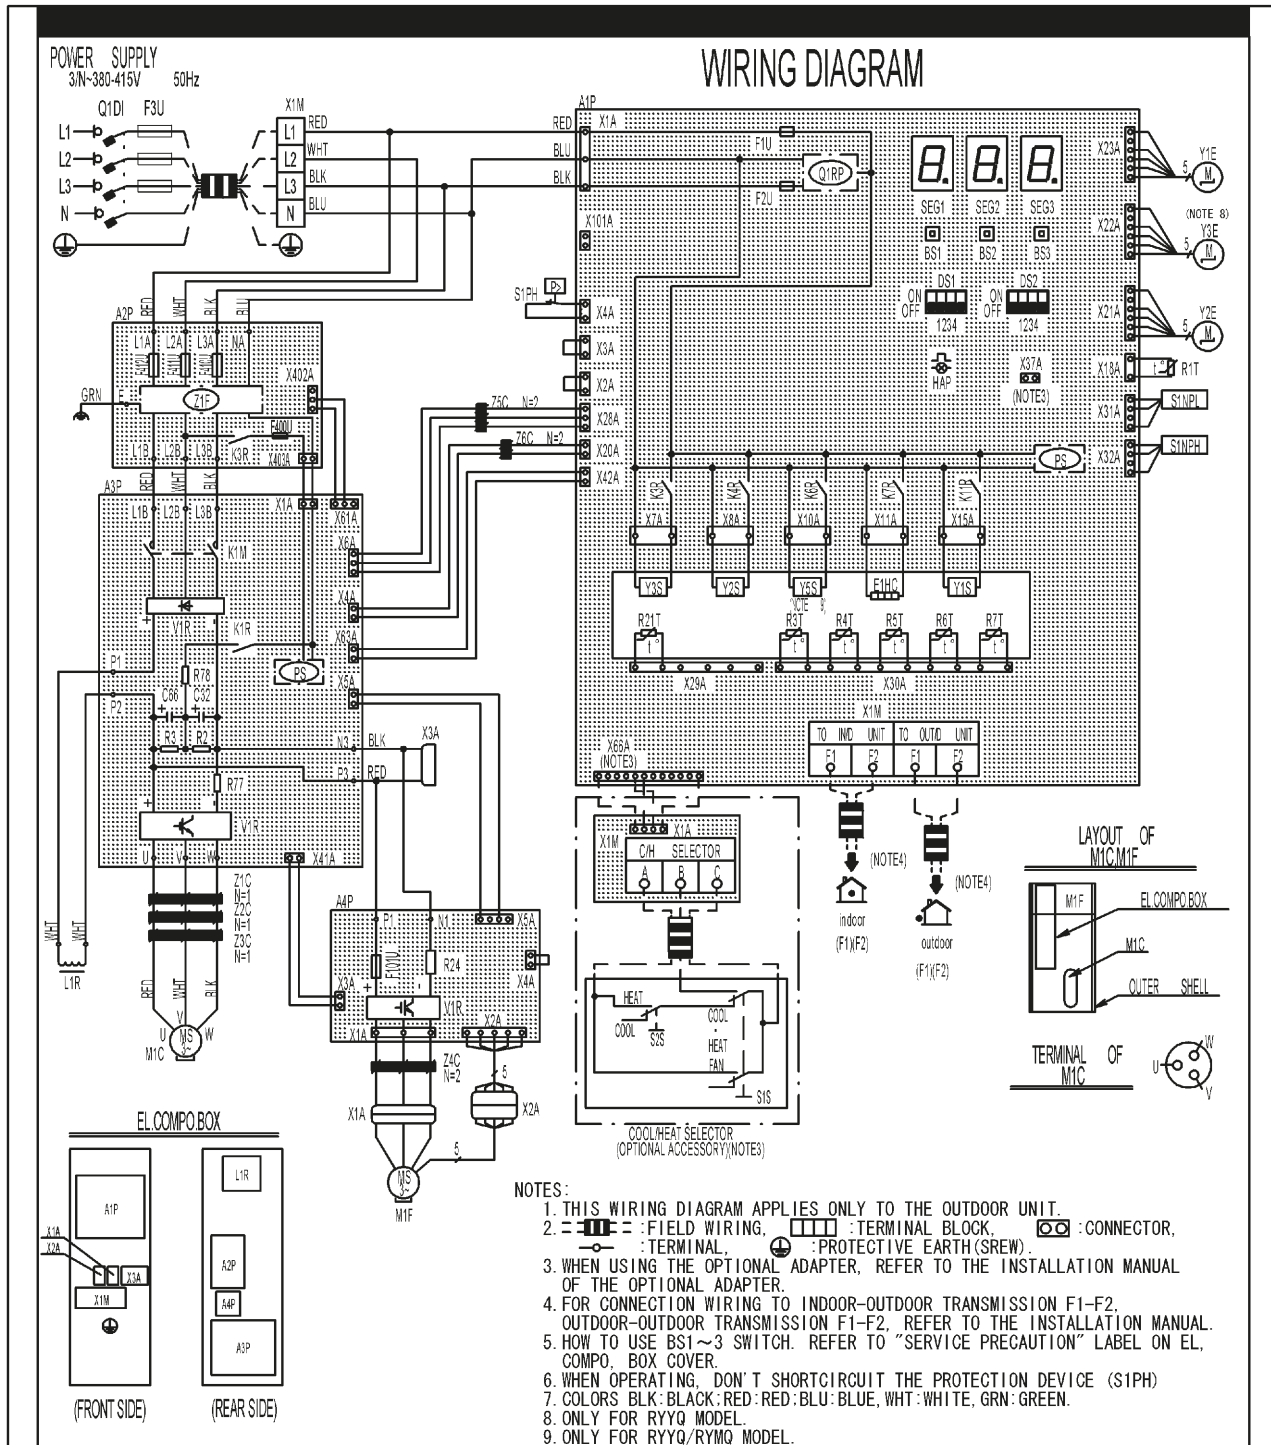 WIRING DIAGRAM
POWER SUPPLY
3/N~380-415V 50Hz
Q1DI F3U X1M
L1 L1 RED
L2 L2 WHT
L3 L3 BLK
N N BLU
A1P
RED X1A F1U
BLU Q1RP
BLK F2U
X101A
SEG1 SEG2 SEG3
BS1 BS2 BS3
DS1 DS2
ON OFF ON OFF
1234 1234
HAP X37A
(NOTE3)
X23A 5 Y1E M
(NOTE 8)
X22A 5 Y3E M
X21A 5 Y2E M
X18A t° R1T
X31A S1NPL
X32A S1NPH
S1PH P> X4A
X3A
X2A
Z5C N=2 X28A
Z6C N=2 X20A
X42A
PS
RED WHT BLK BLU
A2P
L1A L2A L3A NA
F412U F411U F410U
X402A
GRN E Z1F
F400U
L1B L2B L3B K3R X403A
RED WHT BLK
A3P
L1B L2B L3B X1A X61A
K1M X6A
V1R X4A
K1R X63A
PS
P1
P2
R78 X5A
C66 C32
R3 R2
N3 BLK X3A
P3 RED
R77
V1R
U V W X41A
Z1C
N=1
Z2C
N=1
Z3C
N=1
WHT WHT
L1R
RED WHT BLK
U V W
MS
3~
M1C
K3R K4R K6R K7R K11R
X7A X8A X10A X11A X15A
Y3S Y2S Y5S E1HC Y1S
(NOTE 9)
R21T R3T R4T R5T R6T R7T
t° t° t° t° t° t°
X29A X30A
X1M
TO IN/D UNIT TO OUT/D UNIT
F1 F2 F1 F2
X66A
(NOTE3)
X1A
X1M
C/H SELECTOR
A B C
(NOTE4)
indoor
(F1)(F2)
(NOTE4)
outdoor
(F1)(F2)
HEAT
COOL
S2S
COOL
HEAT
FAN
S1S
COOL/HEAT SELECTOR
(OPTIONAL ACCESSORY)(NOTE3)
A4P
P1 N1 X5A
F101U R24
X4A
X3A
V1R
X1A X2A
Z4C
N=2
5
X1A X2A
5
MS
3~
M1F
LAYOUT OF
M1C,M1F
M1F
EL.COMPO.BOX
M1C
OUTER SHELL
TERMINAL OF
M1C
U W V
EL.COMPO.BOX
A1P
X1A
X2A
X3A
X1M
(FRONT SIDE)
L1R
A2P
A4P
A3P
(REAR SIDE)
NOTES:
1. THIS WIRING DIAGRAM APPLIES ONLY TO THE OUTDOOR UNIT.
2. :FIELD WIRING, :TERMINAL BLOCK, :CONNECTOR,
:TERMINAL, :PROTECTIVE EARTH(SREW).
3. WHEN USING THE OPTIONAL ADAPTER, REFER TO THE INSTALLATION MANUAL
OF THE OPTIONAL ADAPTER.
4. FOR CONNECTION WIRING TO INDOOR-OUTDOOR TRANSMISSION F1-F2,
OUTDOOR-OUTDOOR TRANSMISSION F1-F2, REFER TO THE INSTALLATION MANUAL.
5. HOW TO USE BS1~3 SWITCH. REFER TO "SERVICE PRECAUTION" LABEL ON EL,
COMPO, BOX COVER.
6. WHEN OPERATING, DON'T SHORTCIRCUIT THE PROTECTION DEVICE (S1PH)
7. COLORS BLK:BLACK;RED:RED;BLU:BLUE,WHT:WHITE,GRN:GREEN.
8. ONLY FOR RYYQ MODEL.
9. ONLY FOR RYYQ/RYMQ MODEL.